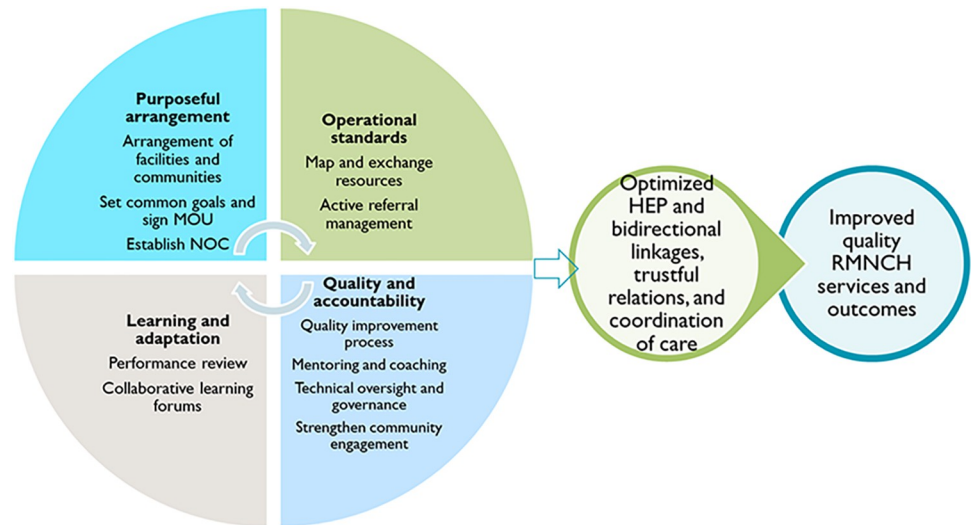 Purposeful
arrangement
Arrangement of
facilities and
communities
Set common goals and
sign MOU
Establish NOC
Operational
standards
Map and exchange
resources
Active referral
management
Learning and
adaptation
Performance review
Collaborative learning
forums
Quality and
accountability
Quality improvement
process
Mentoring and coaching
Technical oversight and
governance
Strengthen community
engagement
Optimized
HEP and
bidirectional
linkages,
trustful
relations, and
coordination
of care
Improved
quality
RMNCH
services and
outcomes